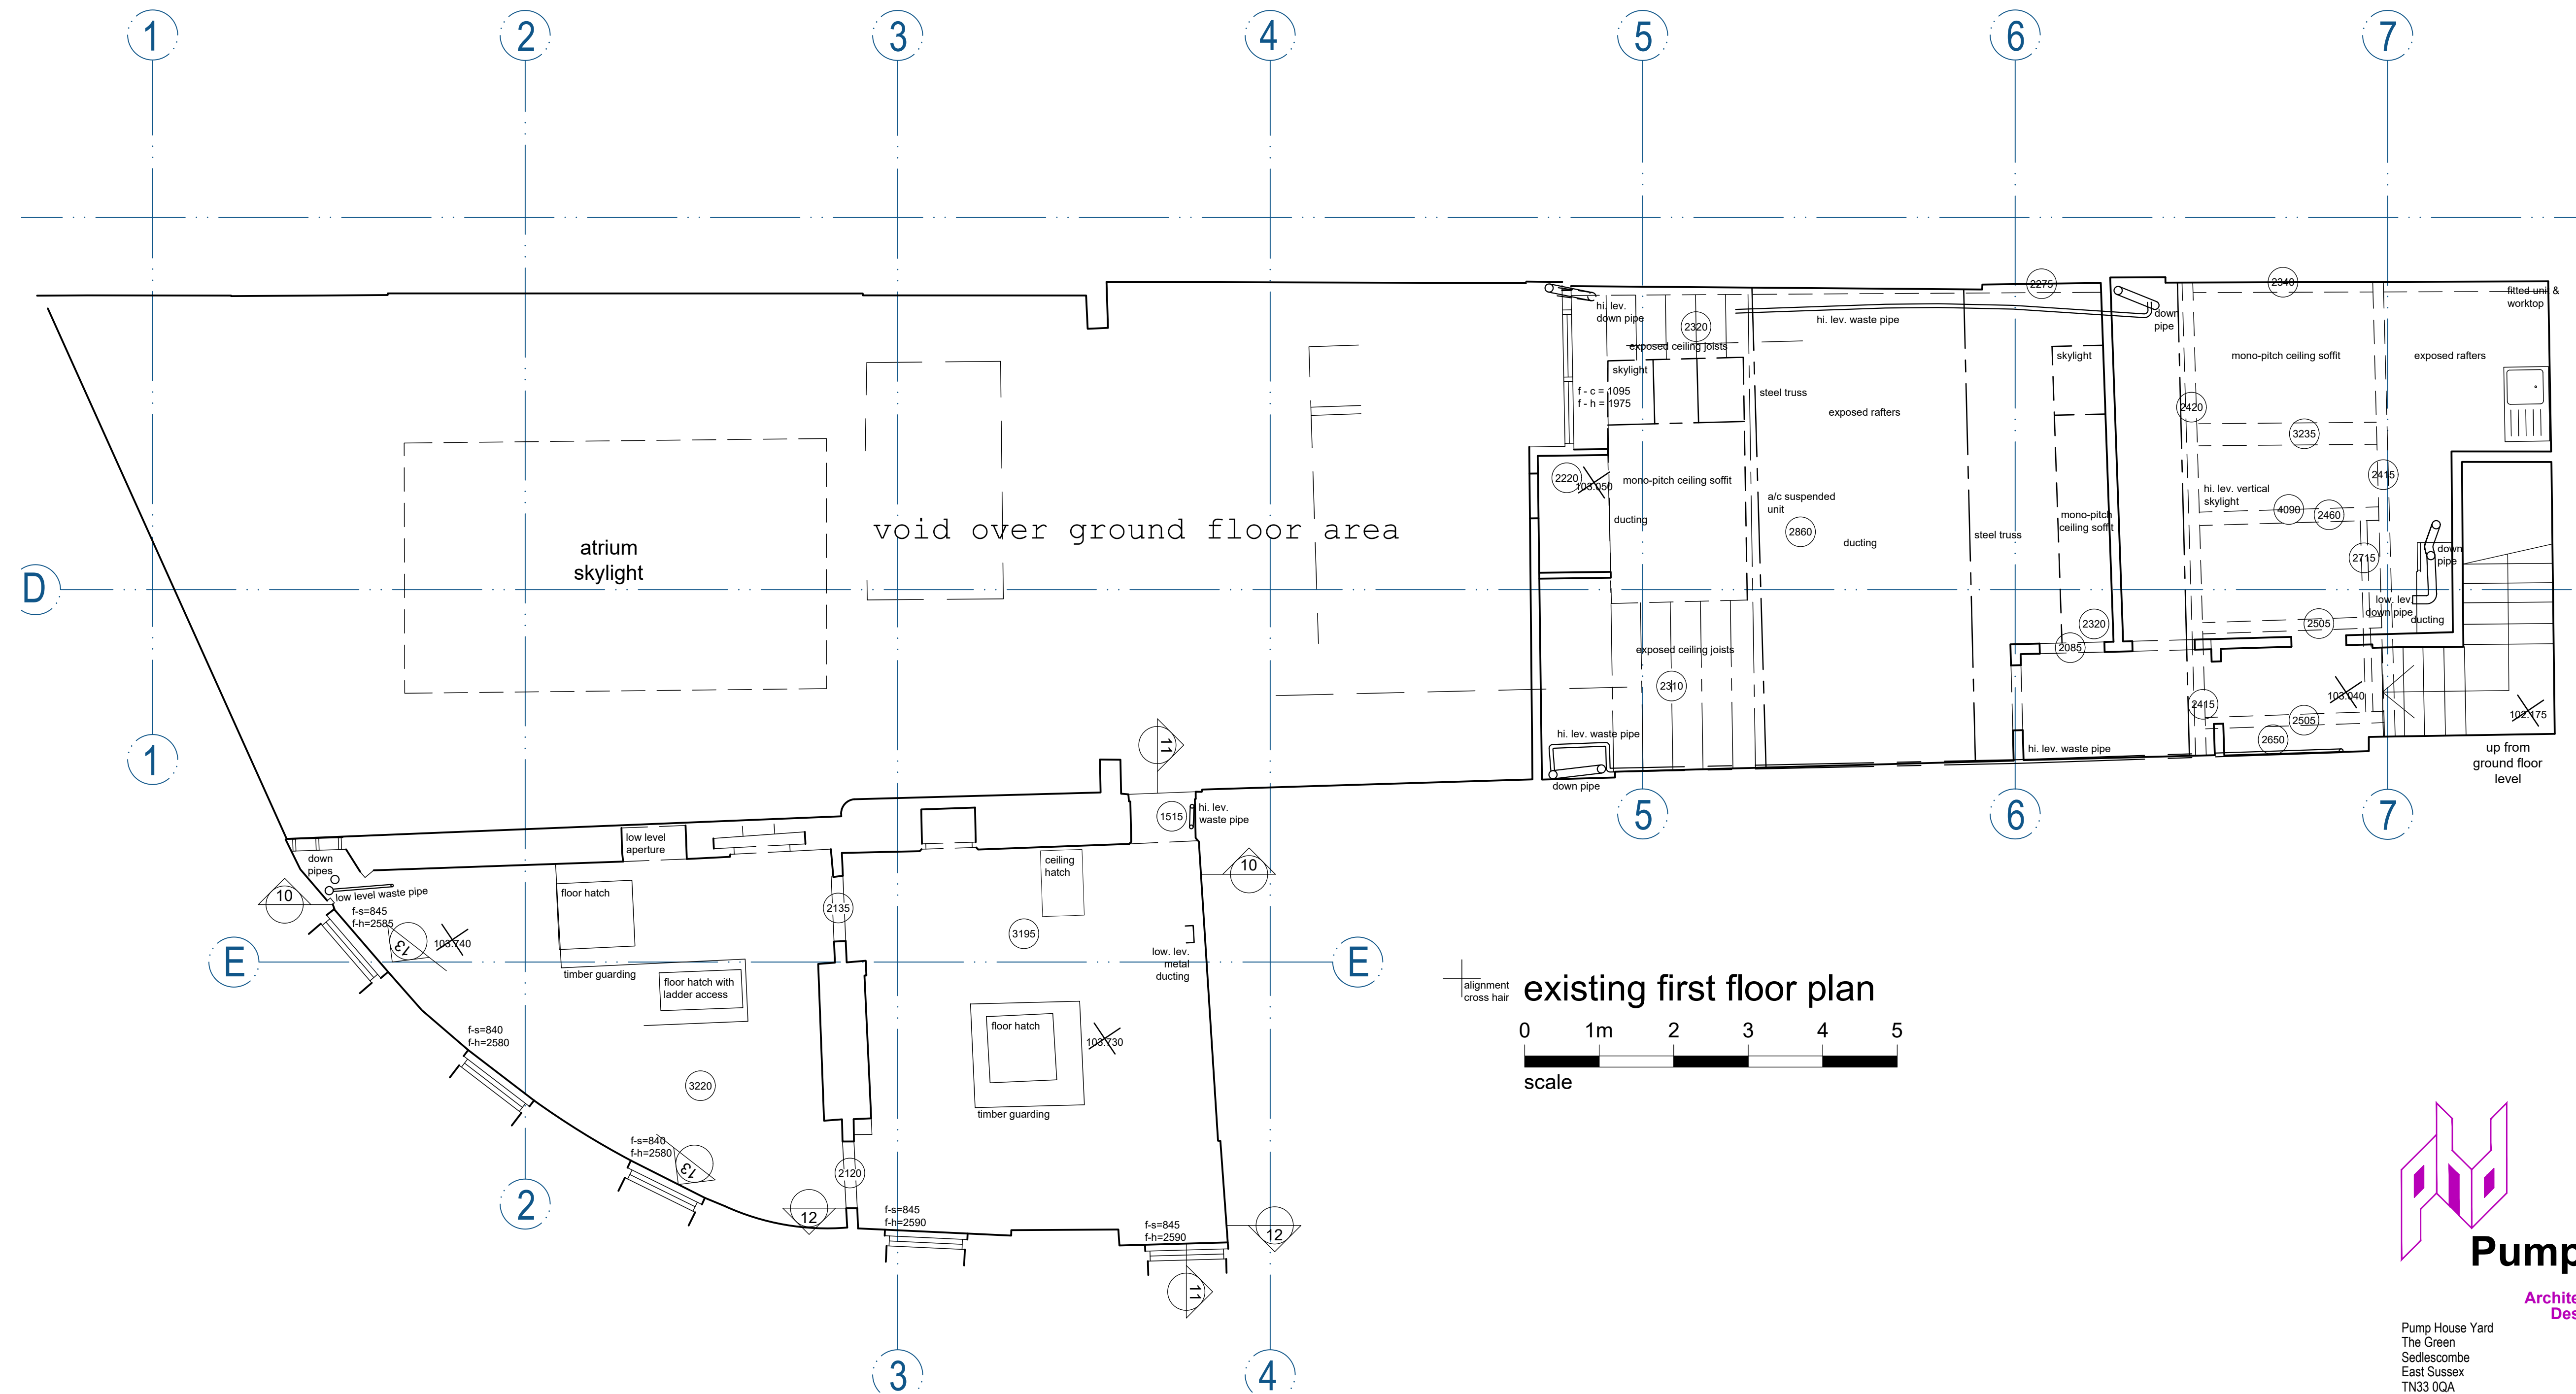 1
2
3
4
5
6
7
2275
2340
fitted unit &
worktop
hi. lev.
down pipe
2320
hi. lev. waste pipe
down
pipe
exposed ceiling joists
skylight
skylight
mono-pitch ceiling soffit
exposed rafters
f - c = 1095
f - h = 1975
steel truss
exposed rafters
2420
3235
2220
103.050
mono-pitch ceiling soffit
2415
a/c suspended
unit
hi. lev. vertical
skylight
4090
2460
void over ground floor area
ducting
2860
mono-pitch
ceiling soffit
steel truss
ducting
atrium
skylight
2715
down
pipe
D
low. lev.
down pipe
ducting
2320
2505
2085
exposed ceiling joists
2310
103.040
102.175
2415
2505
2650
hi. lev. waste pipe
hi. lev. waste pipe
up from
ground floor
level
1
11
down pipe
5
6
7
hi. lev.
waste pipe
1515
low level
aperture
down
pipes
ceiling
hatch
10
low level waste pipe
10
floor hatch
f-s=845
f-h=2585
2135
13
103.740
3195
E
low. lev.
metal
ducting
E
timber guarding
floor hatch with
ladder access
alignment
cross hair
existing first floor plan
0 1m 2 3 4 5
scale
f-s=840
f-h=2580
floor hatch
103.730
3220
timber guarding
f-s=840
f-h=2580
13
2120
2
12
f-s=845
f-h=2590
f-s=845
f-h=2590
12
11
3
4
Pump
Archite
Des
Pump House Yard
The Green
Sedlescombe
East Sussex
TN33 0QA